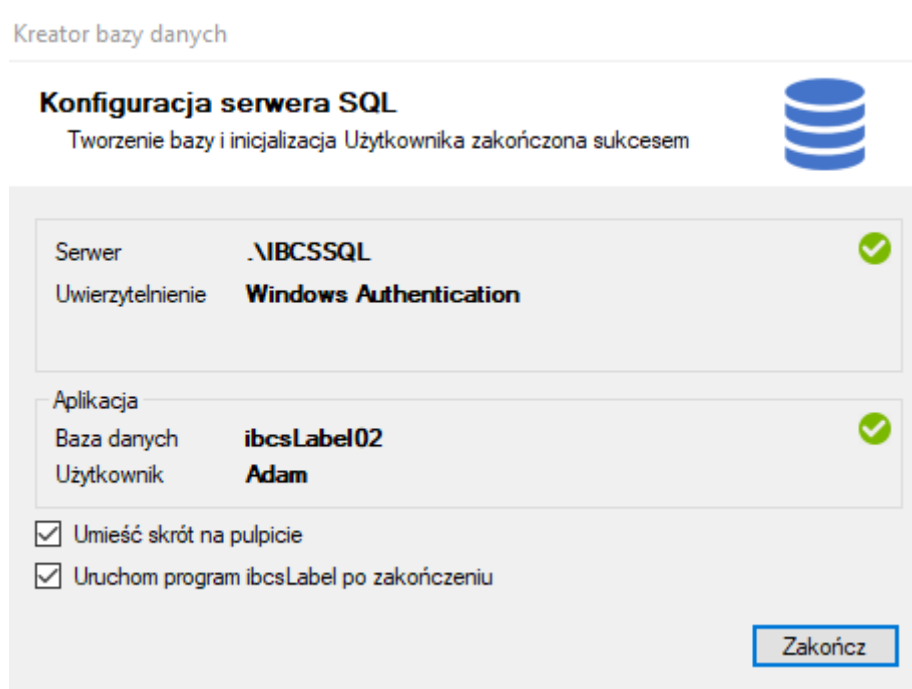 Kreator bazy danych
Konfiguracja serwera SQL
Tworzenie bazy i inicjalizacja Użytkownika zakończona sukcesem
Serwer .\IBCSSQL
Uwierzytelnienie Windows Authentication
Aplikacja
Baza danych ibcsLabel02
Użytkownik Adam
Umieść skrót na pulpicie
Uruchom program ibcsLabel po zakończeniu
Zakończ